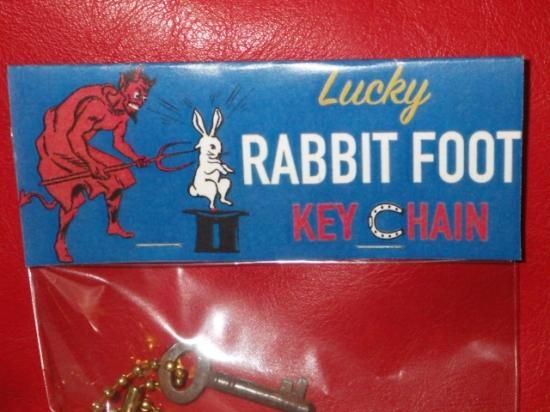 Lucky
RABBIT FOOT
KEY CHAIN